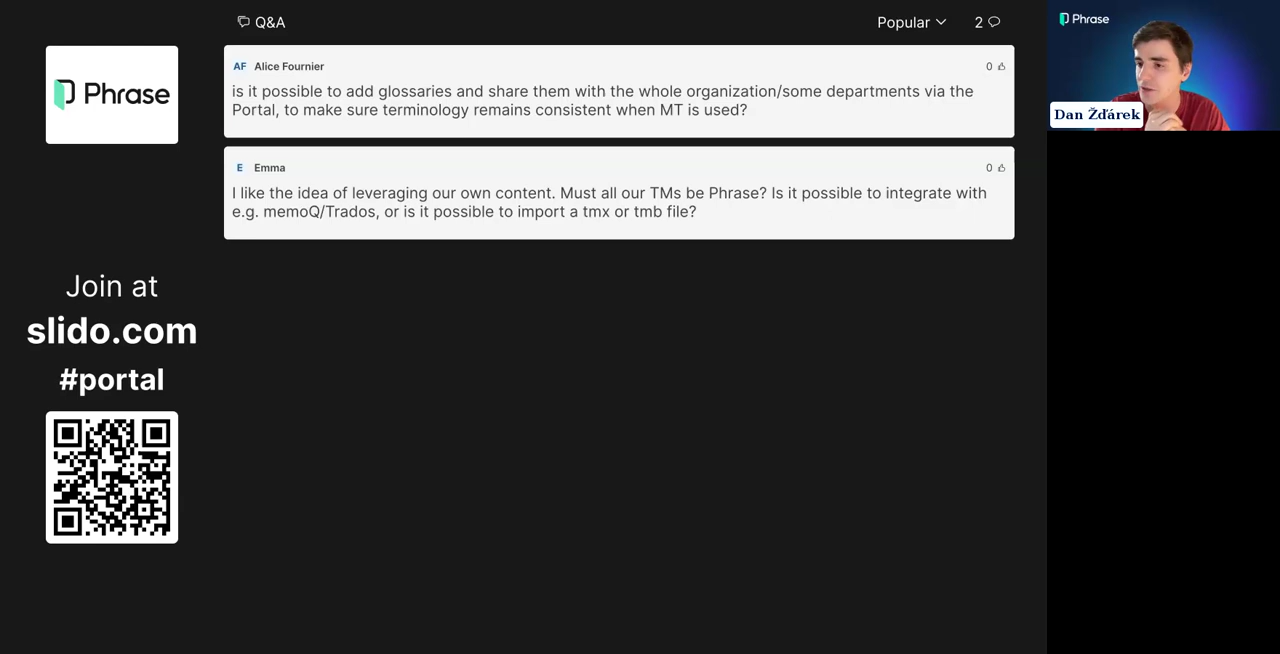 Q&A
Popular
2
Phrase
AF Alice Fournier
0
is it possible to add glossaries and share them with the whole organization/some departments via the
Portal, to make sure terminology remains consistent when MT is used?
E Emma
0
I like the idea of leveraging our own content. Must all our TMs be Phrase? Is it possible to integrate with
e.g. memoQ/Trados, or is it possible to import a tmx or tmb file?
Join at
slido.com
#portal
Phrase
Dan Žďárek